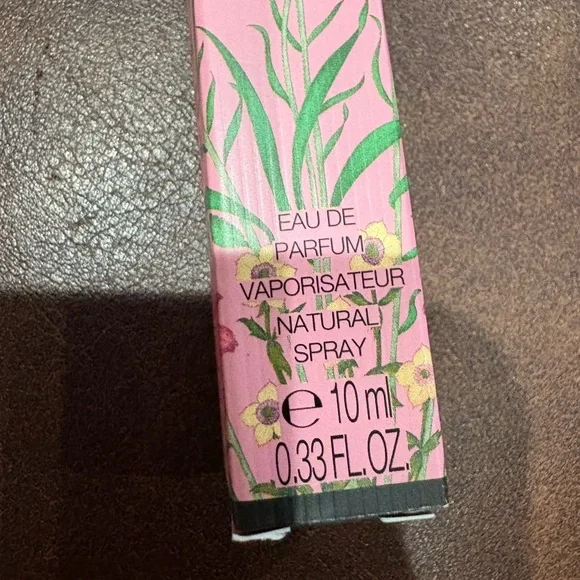 EAU DE
PARFUM
VAPORISATEUR
NATURAL
SPRAY
℮ 10 ml
0.33 FL.OZ.